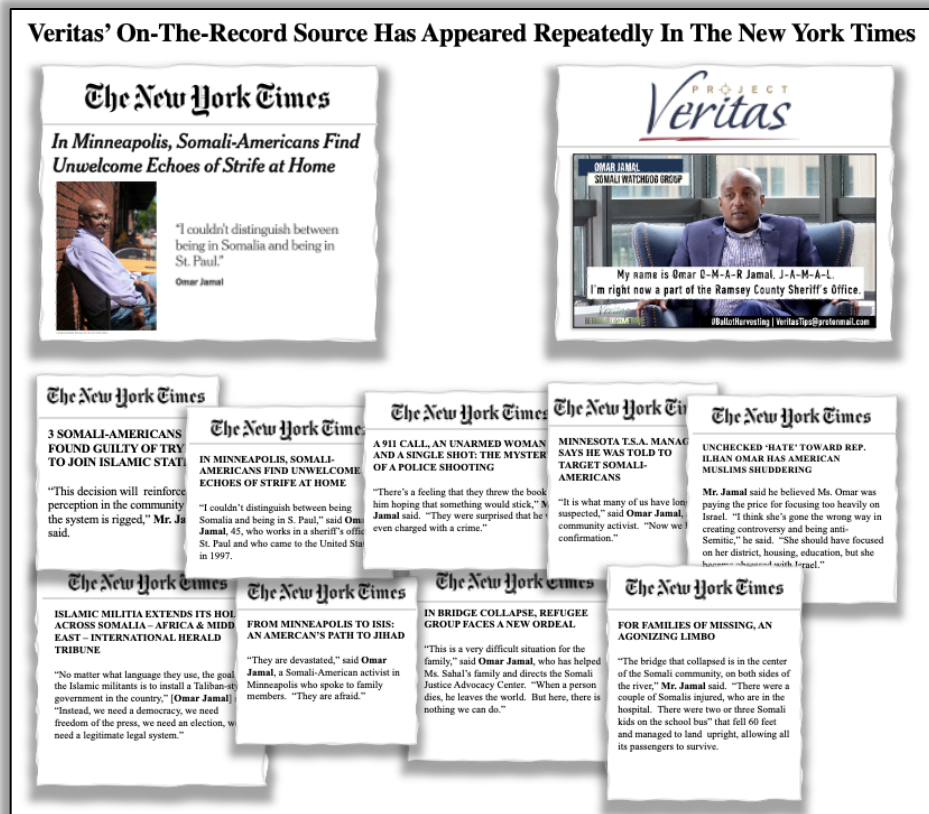 Veritas' On-The-Record Source Has Appeared Repeatedly In The New York Times
The New York Times
In Minneapolis, Somali-Americans Find
Unwelcome Echoes of Strife at Home
"I couldn't distinguish between
being in Somalia and being in
St. Paul."
Omar Jamal
PROJECT
Veritas
OMAR JAMAL
SOMALI WATCHDOG GROUP
My name is Omar O-M-A-R Jamal, J-A-M-A-L.
I'm right now a part of the Ramsey County Sheriff's Office.
#BallotHarvesting | VeritasTips@protonmail.com
The New York Times
3 SOMALI-AMERICANS
FOUND GUILTY OF TRY
TO JOIN ISLAMIC STAT
"This decision will reinforce
perception in the community
the system is rigged," Mr. Ja
said.
The New York Times
IN MINNEAPOLIS, SOMALI-
AMERICANS FIND UNWELCOME
ECHOES OF STRIFE AT HOME
"I couldn't distinguish between being
Somalia and being in S. Paul," said Om
Jamal, 45, who works in a sheriff's offic
St. Paul and who came to the United Stat
in 1997.
The New York Times
A 911 CALL, AN UNARMED WOMAN
AND A SINGLE SHOT: THE MYSTER
OF A POLICE SHOOTING
"There's a feeling that they threw the book
him hoping that something would stick," M
Jamal said. "They were surprised that he w
even charged with a crime."
The New York Ti
MINNESOTA T.S.A. MANAG
SAYS HE WAS TOLD TO
TARGET SOMALI-
AMERICANS
"It is what many of us have lon
suspected," said Omar Jamal,
community activist. "Now we
confirmation."
The New York Times
UNCHECKED 'HATE' TOWARD REP.
ILHAN OMAR HAS AMERICAN
MUSLIMS SHUDDERING
Mr. Jamal said he believed Ms. Omar was
paying the price for focusing too heavily on
Israel. "I think she's gone the wrong way in
creating controversy and being anti-
Semitic," he said. "She should have focused
on her district, housing, education, but she
became obsessed with Israel."
The New York Times
ISLAMIC MILITIA EXTENDS ITS HOL
ACROSS SOMALIA – AFRICA & MIDD
EAST – INTERNATIONAL HERALD
TRIBUNE
"No matter what language they use, the goal
the Islamic militants is to install a Taliban-sty
government in the country," [Omar Jamal]
"Instead, we need a democracy, we need
freedom of the press, we need an election, w
need a legitimate legal system."
The New York Times
FROM MINNEAPOLIS TO ISIS:
AN AMERCAN'S PATH TO JIHAD
"They are devastated," said Omar
Jamal, a Somali-American activist in
Minneapolis who spoke to family
members. "They are afraid."
The New York Times
IN BRIDGE COLLAPSE, REFUGEE
GROUP FACES A NEW ORDEAL
"This is a very difficult situation for the
family," said Omar Jamal, who has helped
Ms. Sahal's family and directs the Somali
Justice Advocacy Center. "When a person
dies, he leaves the world. But here, there is
nothing we can do."
The New York Times
FOR FAMILIES OF MISSING, AN
AGONIZING LIMBO
"The bridge that collapsed is in the center
of the Somali community, on both sides of
the river," Mr. Jamal said. "There were a
couple of Somalis injured, who are in the
hospital. There were two or three Somali
kids on the school bus" that fell 60 feet
and managed to land upright, allowing all
its passengers to survive.